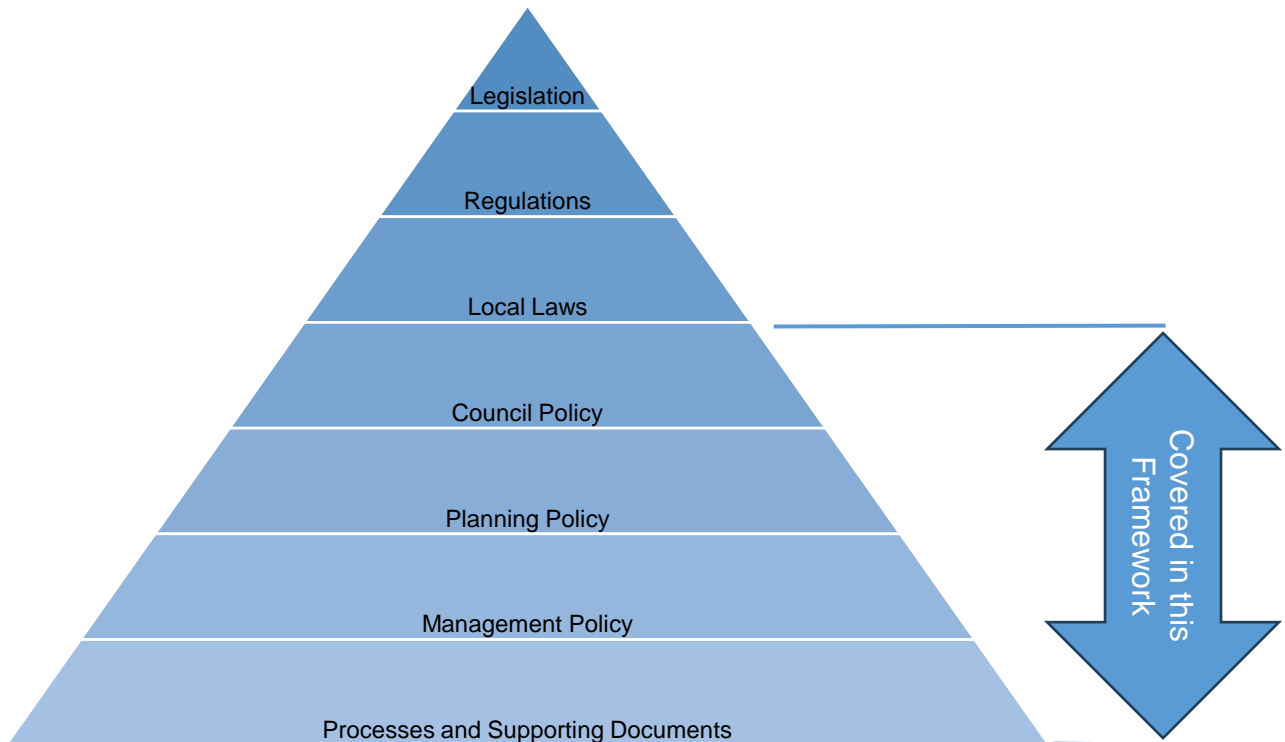 Legislation
Regulations
Local Laws
Council Policy
Planning Policy
Management Policy
Processes and Supporting Documents
Covered in this
Framework